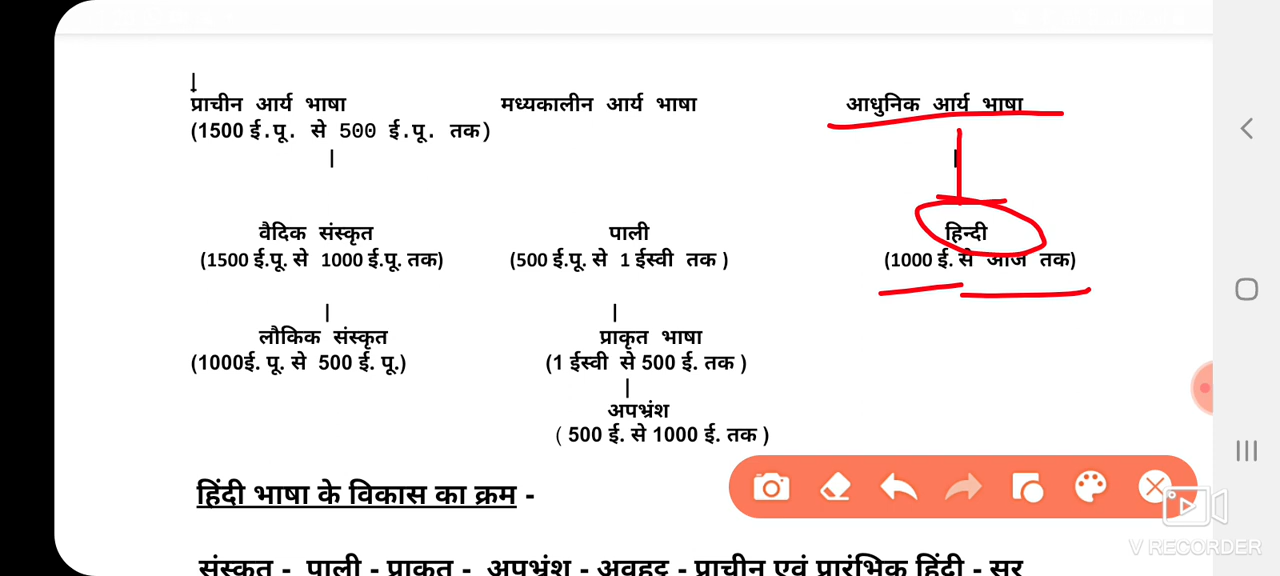 प्राचीन आर्य भाषा मध्यकालीन आर्य भाषा आधुनिक आर्य भाषा
(1500 ई.पू. से 500 ई.पू. तक)
वैदिक संस्कृत पाली हिन्दी
(1500 ई.पू. से 1000 ई.पू. तक) (500 ई.पू. से 1 ईस्वी तक ) (1000 ई. से आज तक)
लौकिक संस्कृत प्राकृत भाषा
(1000ई. पू. से 500 ई. पू.) (1 ईस्वी से 500 ई. तक )
अपभ्रंश
( 500 ई. से 1000 ई. तक )
हिंदी भाषा के विकास का क्रम -
संस्कृत - पाली - प्राकृत - अपभ्रंश - अवहट्ट - प्राचीन एवं प्रारंभिक हिंदी -
V RECORDER